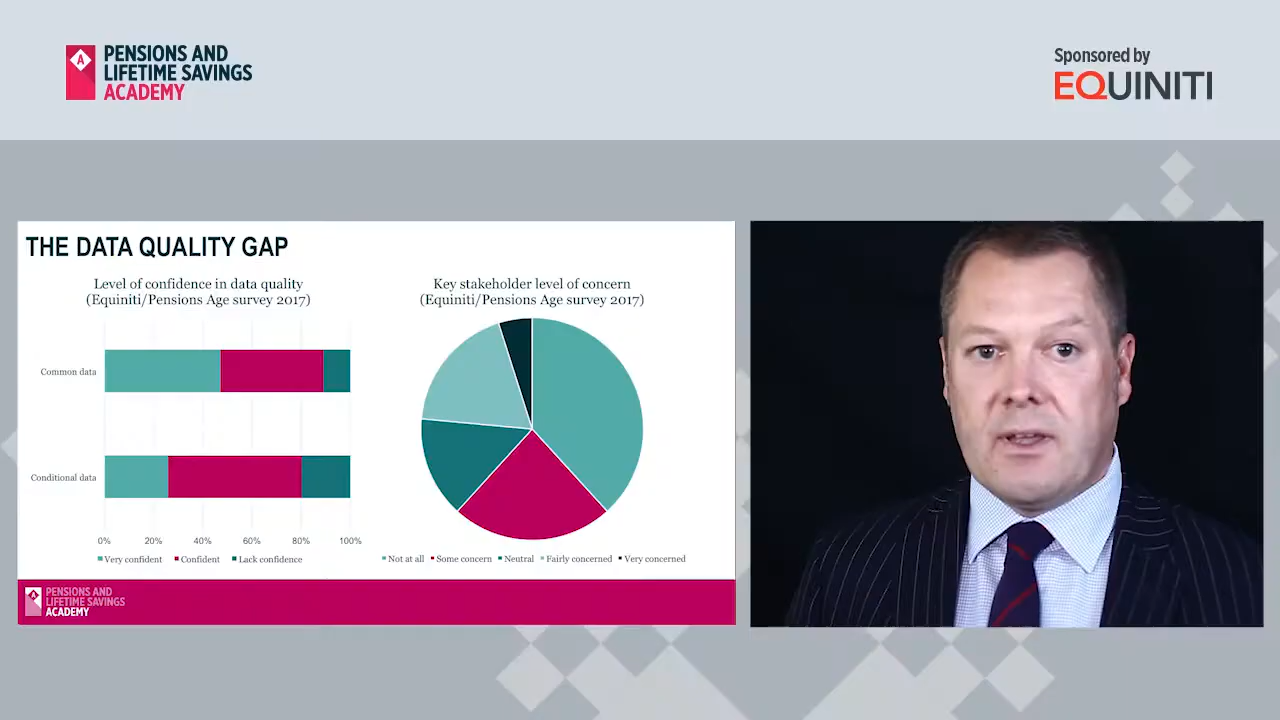 PENSIONS AND
LIFETIME SAVINGS
ACADEMY
Sponsored by
EQUINITI
THE DATA QUALITY GAP
Level of confidence in data quality
(Equiniti/Pensions Age survey 2017)
Common data
Conditional data
0% 20% 40% 60% 80% 100%
Very confident Confident Lack confidence
Key stakeholder level of concern
(Equiniti/Pensions Age survey 2017)
Not at all Some concern Neutral Fairly concerned Very concerned
PENSIONS AND
LIFETIME SAVINGS
ACADEMY